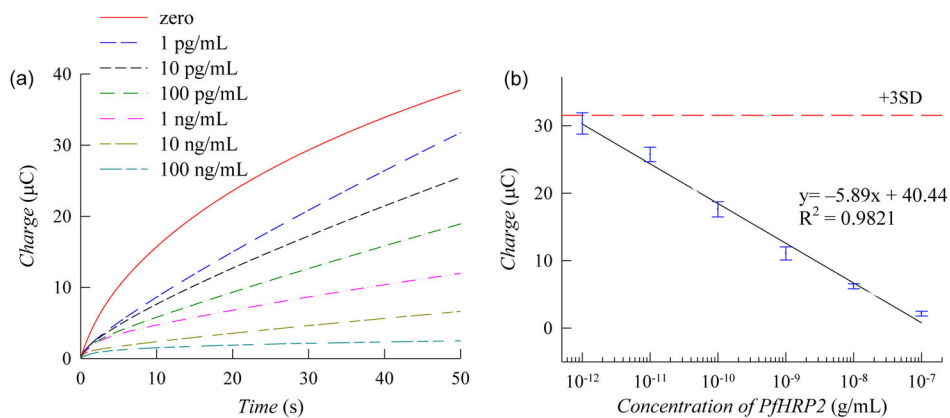 zero
1 pg/mL
10 pg/mL
100 pg/mL
1 ng/mL
10 ng/mL
100 ng/mL
(a)
40
30
20
10
0
Charge (µC)
0 10 20 30 40 50
Time (s)
(b)
30
20
10
0
Charge (µC)
+3SD
y= –5.89x + 40.44
R² = 0.9821
10⁻¹² 10⁻¹¹ 10⁻¹⁰ 10⁻⁹ 10⁻⁸ 10⁻⁷
Concentration of PfHRP2 (g/mL)